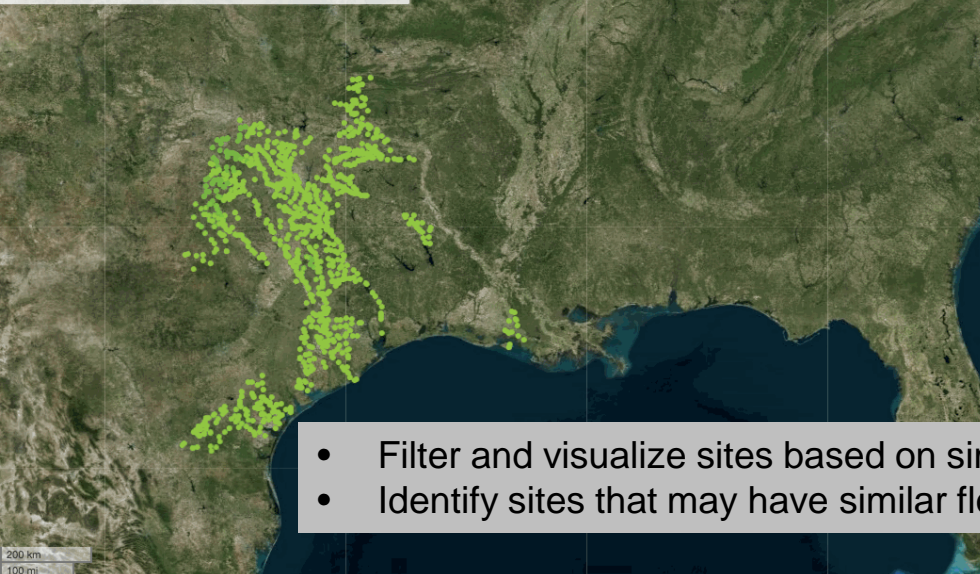 • Filter and visualize sites based on
• Identify sites that may have similar
200 km
100 mi